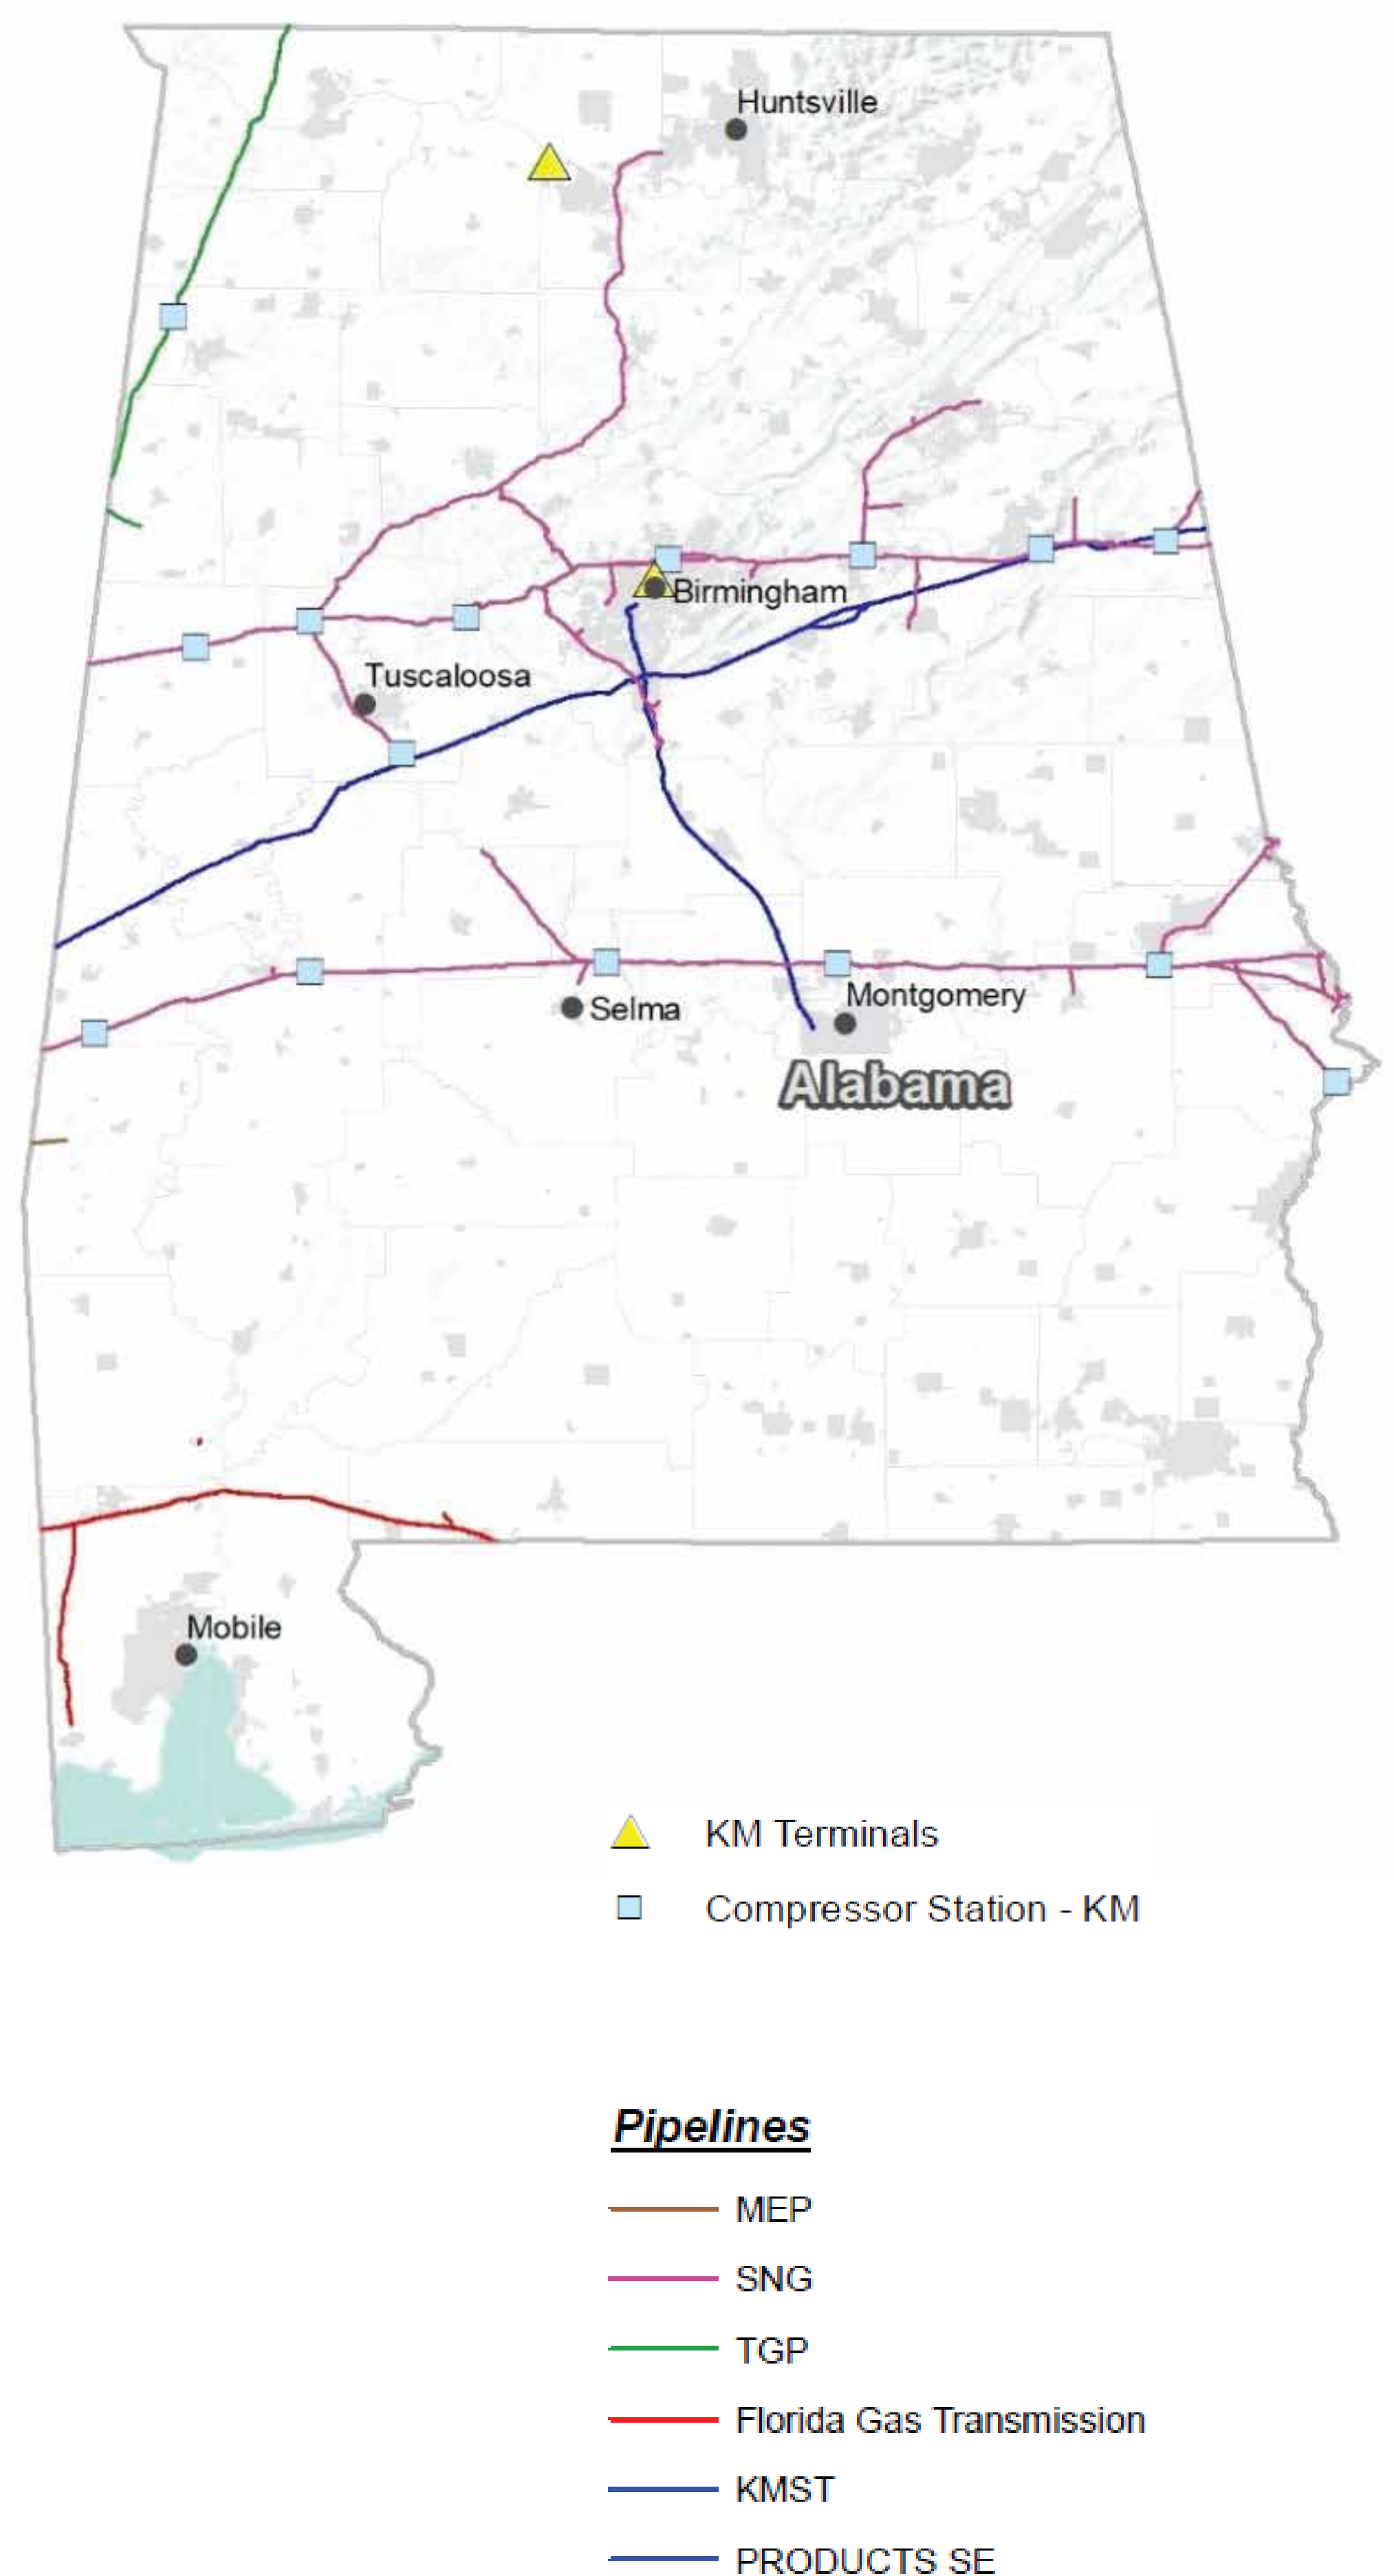 Huntsville
Birmingham
Tuscaloosa
Selma
Montgomery
Alabama
Mobile
KM Terminals
Compressor Station - KM
Pipelines
MEP
SNG
TGP
Florida Gas Transmission
KMST
PRODUCTS SE